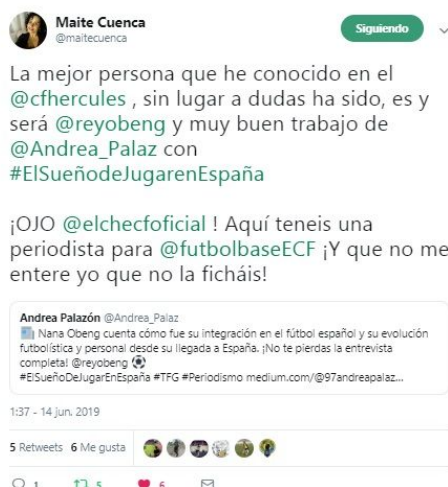 Maite Cuenca
@maitecuenca
Siguiendo
La mejor persona que he conocido en el
@cfhercules , sin lugar a dudas ha sido, es y
será @reyobeng y muy buen trabajo de
@Andrea_Palaz con
#ElSueñodeJugarenEspaña
¡OJO @elchecfoficial ! Aquí teneis una
periodista para @futbolbaseECF ¡Y que no me
entere yo que no la ficháis!
Andrea Palazón @Andrea_Palaz
Nana Obeng cuenta cómo fue su integración en el fútbol español y su evolución
futbolística y personal desde su llegada a España. ¡No te pierdas la entrevista
completa! @reyobeng
#ElSueñoDeJugarEnEspaña #TFG #Periodismo medium.com/@97andreapalaz...
1:37 - 14 jun. 2019
5 Retweets 6 Me gusta
1 5 6